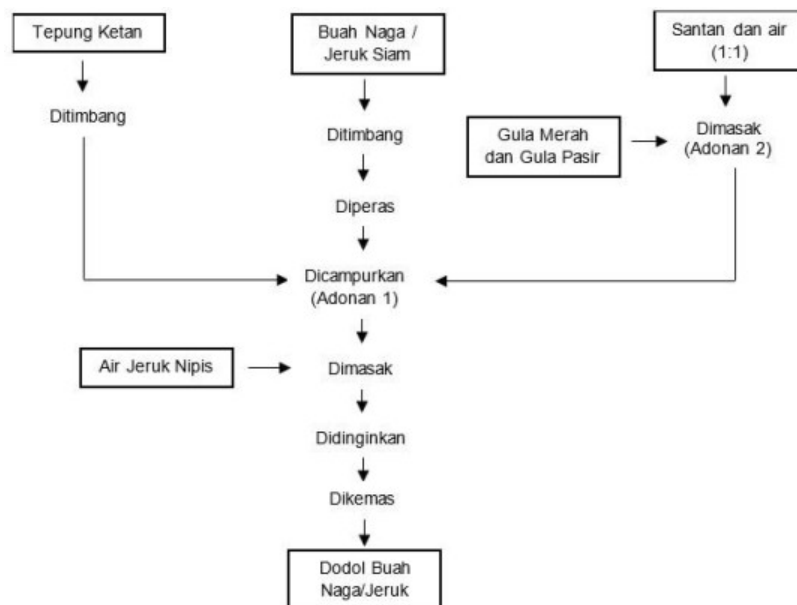 Tepung Ketan
Buah Naga /
Jeruk Siam
Santan dan air
(1:1)
Ditimbang
Ditimbang
Gula Merah
dan Gula Pasir
Dimasak
(Adonan 2)
Diperas
Dicampurkan
(Adonan 1)
Air Jeruk Nipis
Dimasak
Didinginkan
Dikemas
Dodol Buah
Naga/Jeruk